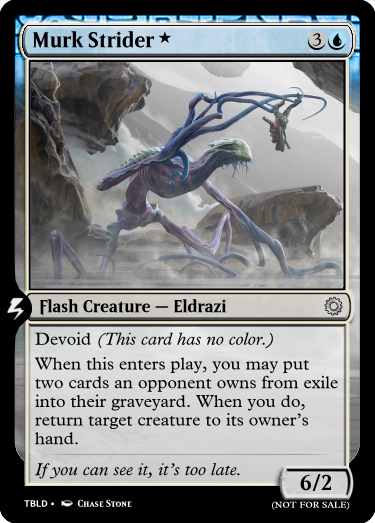 Murk Strider ★ 3
Flash Creature — Eldrazi
Devoid (This card has no color.)
When this enters play, you may put
two cards an opponent owns from exile
into their graveyard. When you do,
return target creature to its owner's
hand.
If you can see it, it's too late.
6/2
TBLD • Chase Stone
(NOT FOR SALE)